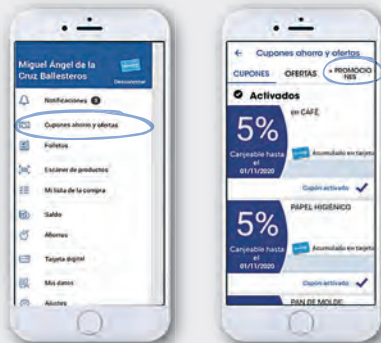 Miguel Angel de la
Cruz Ballesteros
Desconectar
Notificaciones
Cupones ahorro y ofertas
Folletos
Escáner de productos
Mi lista de la compra
Saldo
Ahorros
Tarjeta digital
Mis datos
Ajustes
Cupones ahorro y ofertas
CUPONES OFERTAS + PROMOCIO
NES
Activados
en CAFÉ
5%
Acumulado en tarjeta
Canjeable hasta
el
01/11/2020
Cupón activado
PAPEL HIGIÉNICO
5%
Acumulado en tarjeta
Canjeable hasta
el
01/11/2020
Cupón activado
PAN DE MOLDE